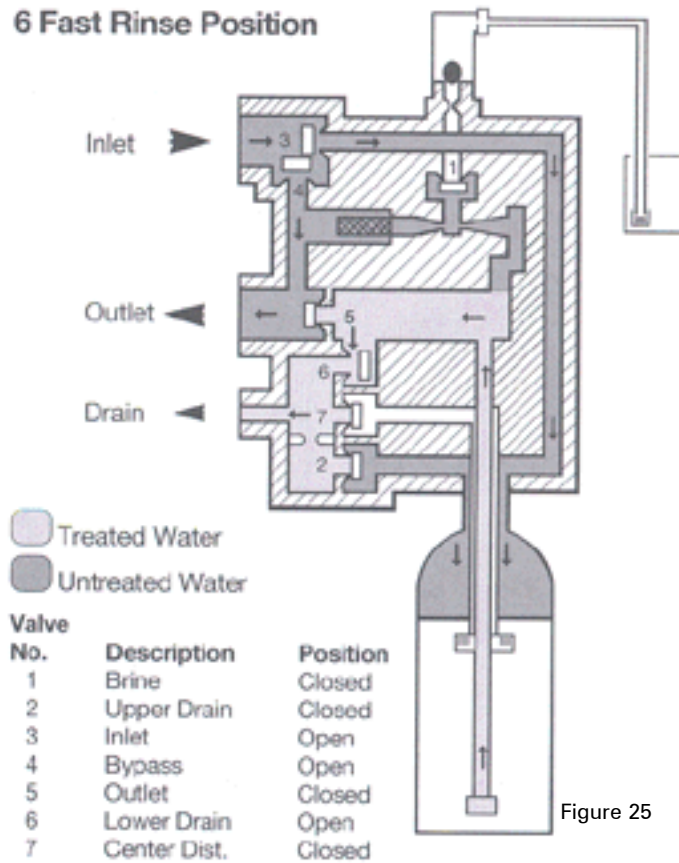 6 Fast Rinse Position
Inlet
3
1
4
Outlet
5
6
Drain
7
2
Treated Water
Untreated Water
Valve
No. Description Position
1 Brine Closed
2 Upper Drain Closed
3 Inlet Open
4 Bypass Open
5 Outlet Closed
6 Lower Drain Open
7 Center Dist. Closed
Figure 25